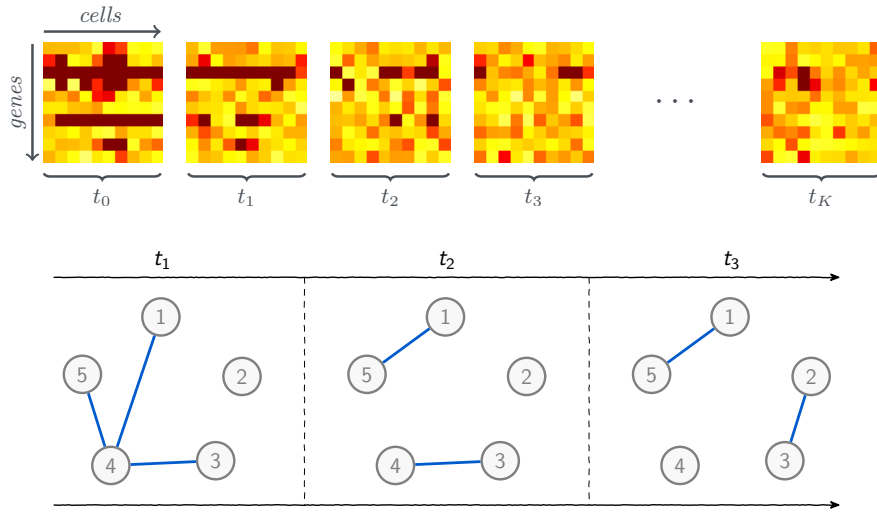 cells
genes
. . .
t0 t1 t2 t3 tK
t1 t2 t3
1 1 1
5 2 5 2 5 2
4 3 4 3 4 3